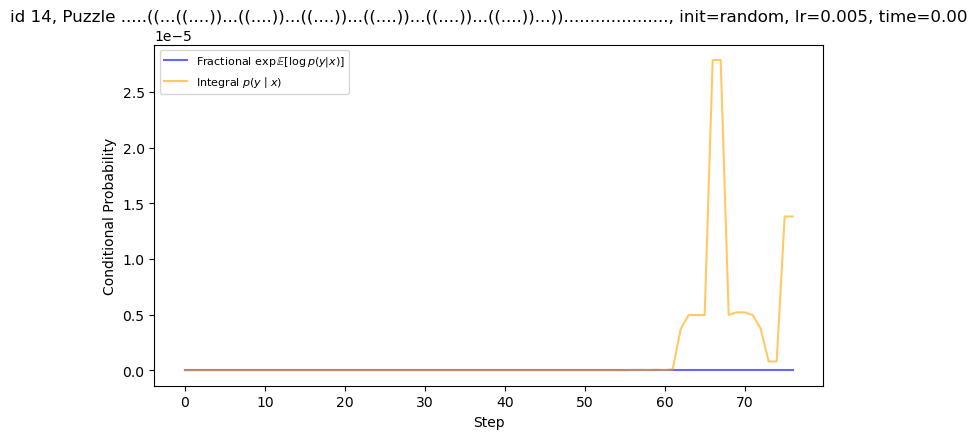 id 14, Puzzle .....((...((....))...((....))...((....))...((....))...((....))...((....))...))....................., init=random, lr=0.005, time=0.00
1e−5
Fractional exp𝔼[log p(y|x)]
Integral p(y | x)
2.5
2.0
1.5
1.0
0.5
0.0
Conditional Probability
0 10 20 30 40 50 60 70
Step